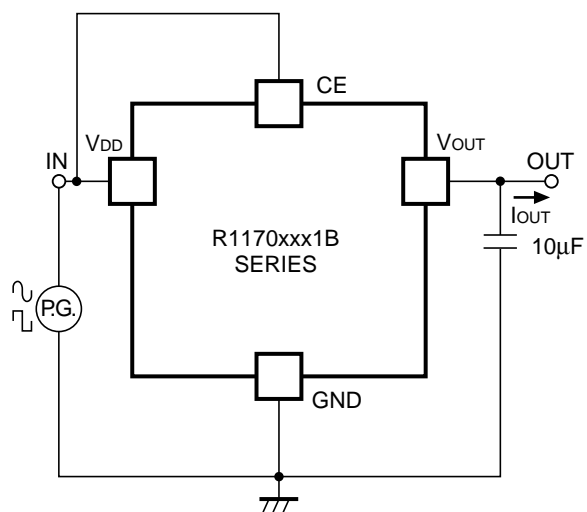 CE
VDD
VOUT
IN
OUT
IOUT
R1170xxx1B
SERIES
10μF
P.G.
GND